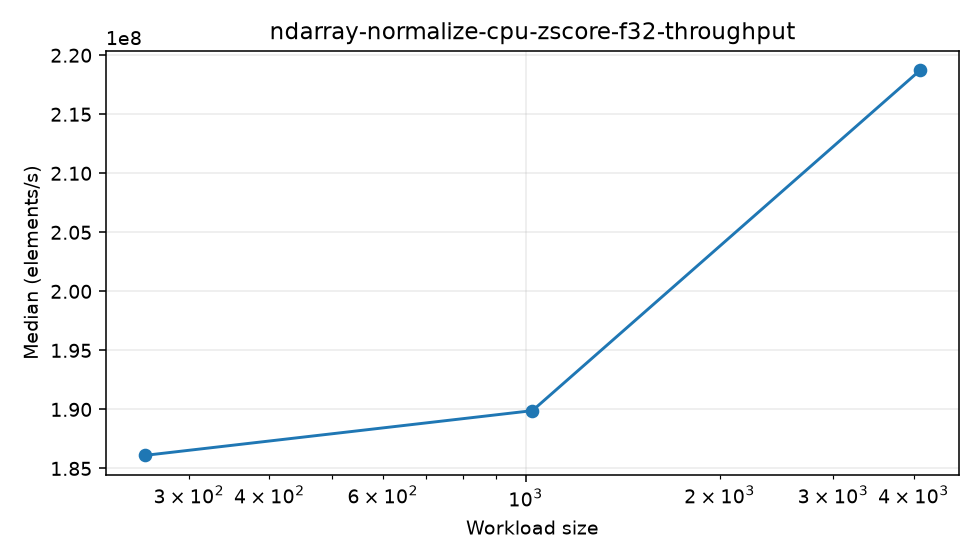 ndarray-normalize-cpu-zscore-f32-throughput
1e8
2.20
2.15
2.10
2.05
2.00
1.95
1.90
1.85
Median (elements/s)
3 × 10² 4 × 10² 6 × 10² 10³ 2 × 10³ 3 × 10³ 4 × 10³
Workload size